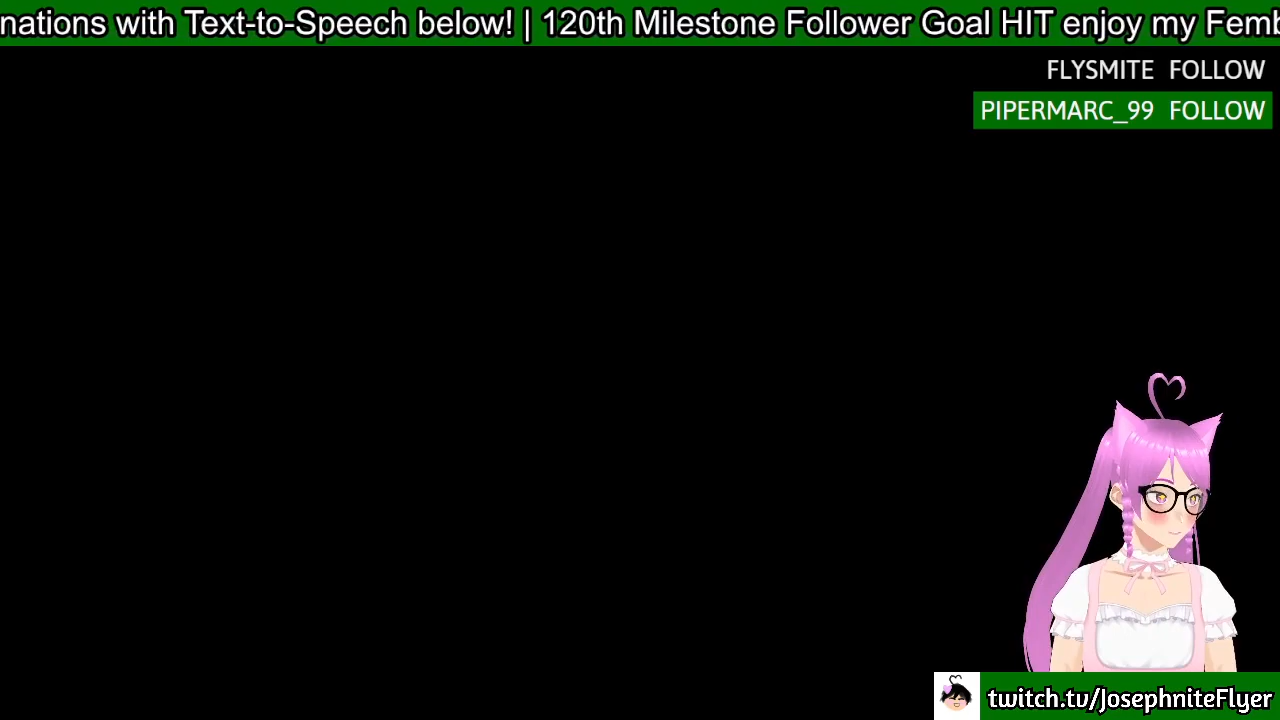 nations with Text-to-Speech below! | 120th Milestone Follower Goal HIT enjoy my Femb
FLYSMITE FOLLOW
PIPERMARC_99 FOLLOW
twitch.tv/JosephniteFlyer